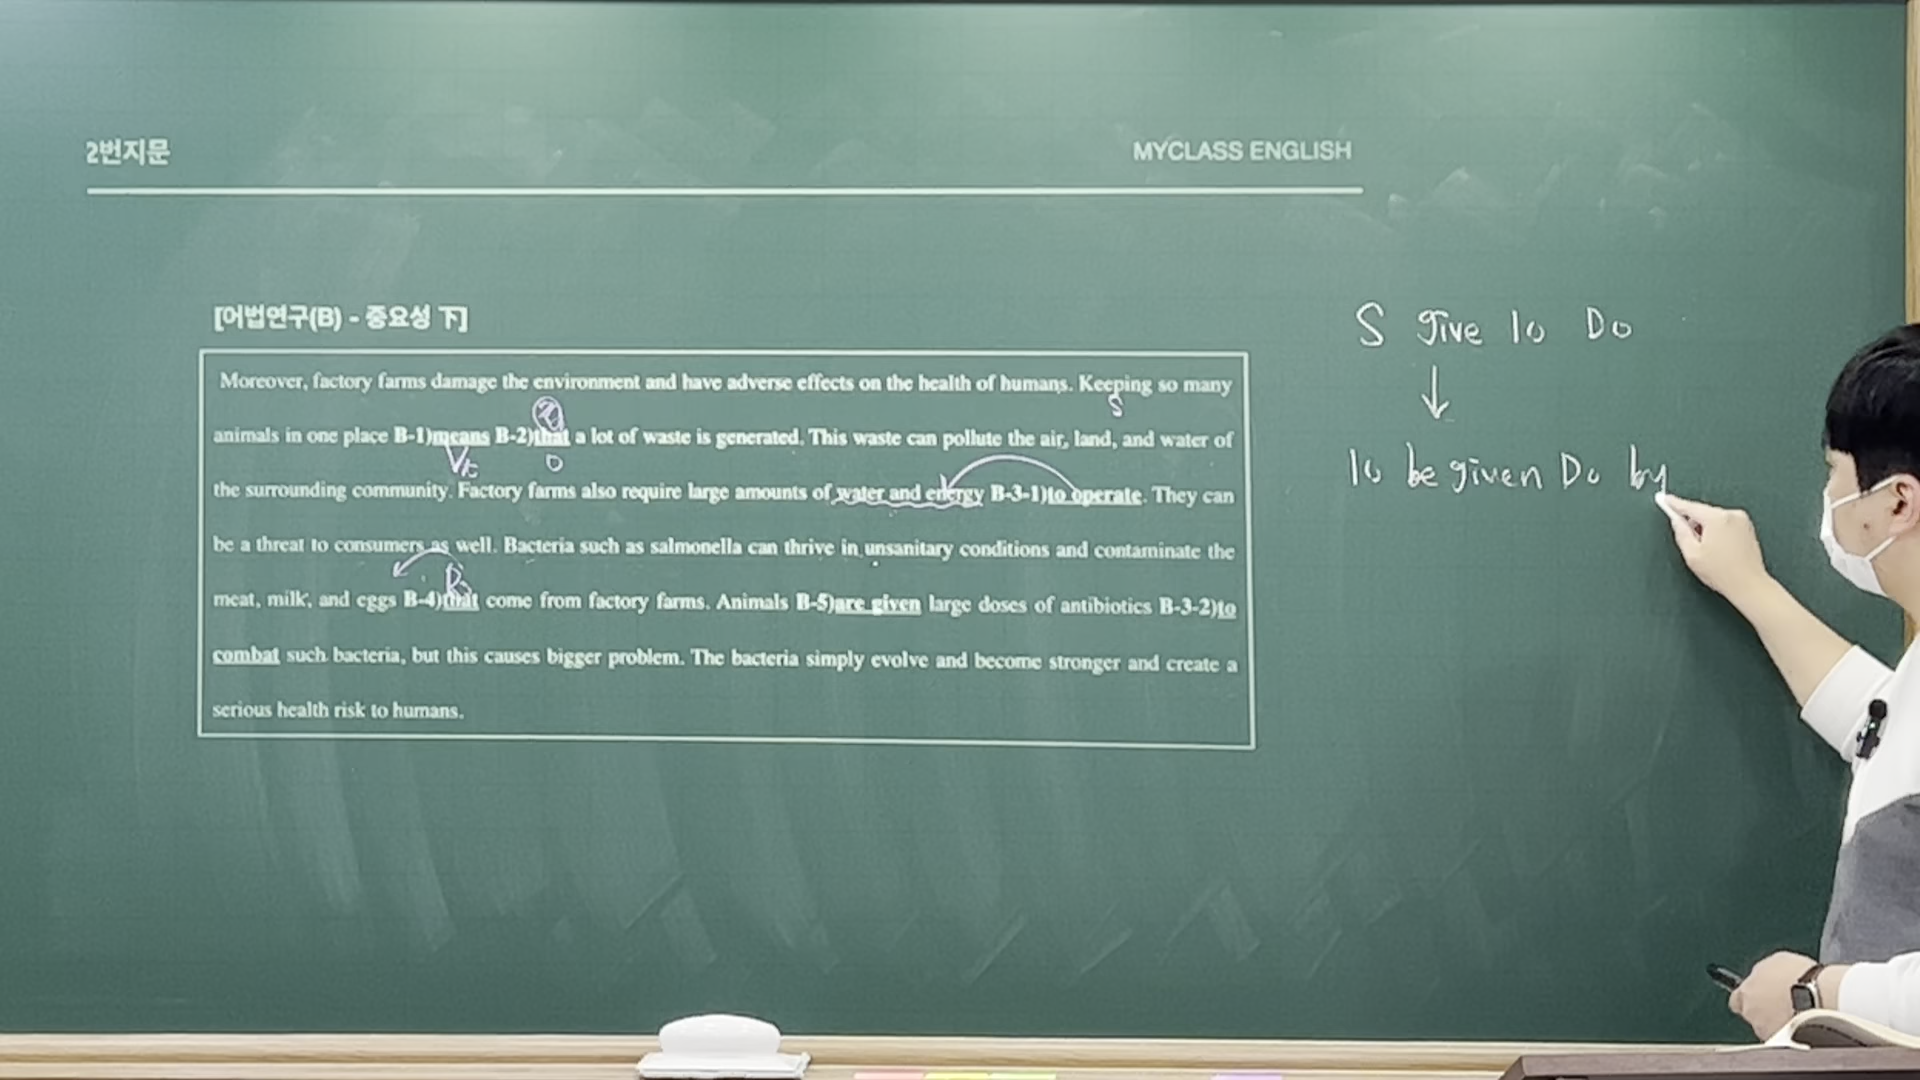 2번지문
MYCLASS ENGLISH
[어법연구(B) - 중요성 下]
Moreover, factory farms damage the environment and have adverse effects on the health of humans. Keeping so many
S
animals in one place B-1)means B-2)that a lot of waste is generated. This waste can pollute the air, land, and water of
Vt O
the surrounding community. Factory farms also require large amounts of water and energy B-3-1)to operate. They can
be a threat to consumers as well. Bacteria such as salmonella can thrive in unsanitary conditions and contaminate the
meat, milk, and eggs B-4)that come from factory farms. Animals B-5)are given large doses of antibiotics B-3-2)to
combat such bacteria, but this causes bigger problem. The bacteria simply evolve and become stronger and create a
serious health risk to humans.
S give Io Do
↓
Io be given Do by